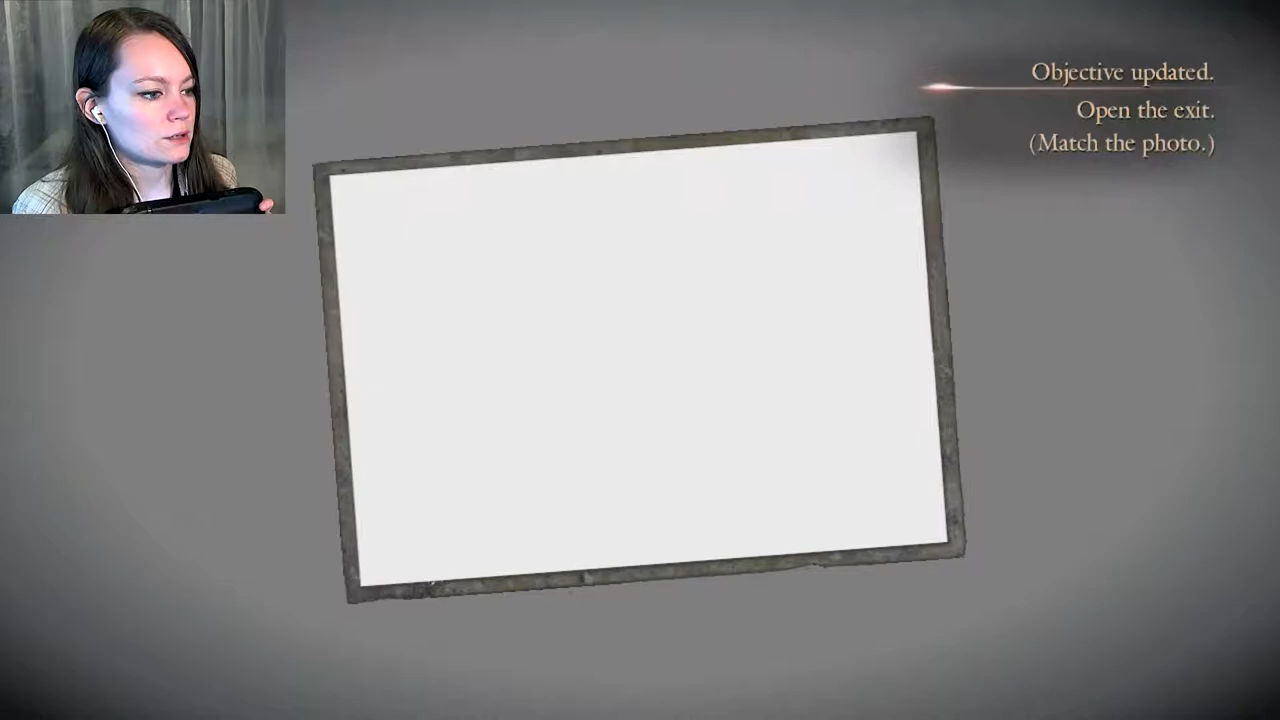 Objective updated.
Open the exit.
(Match the photo.)